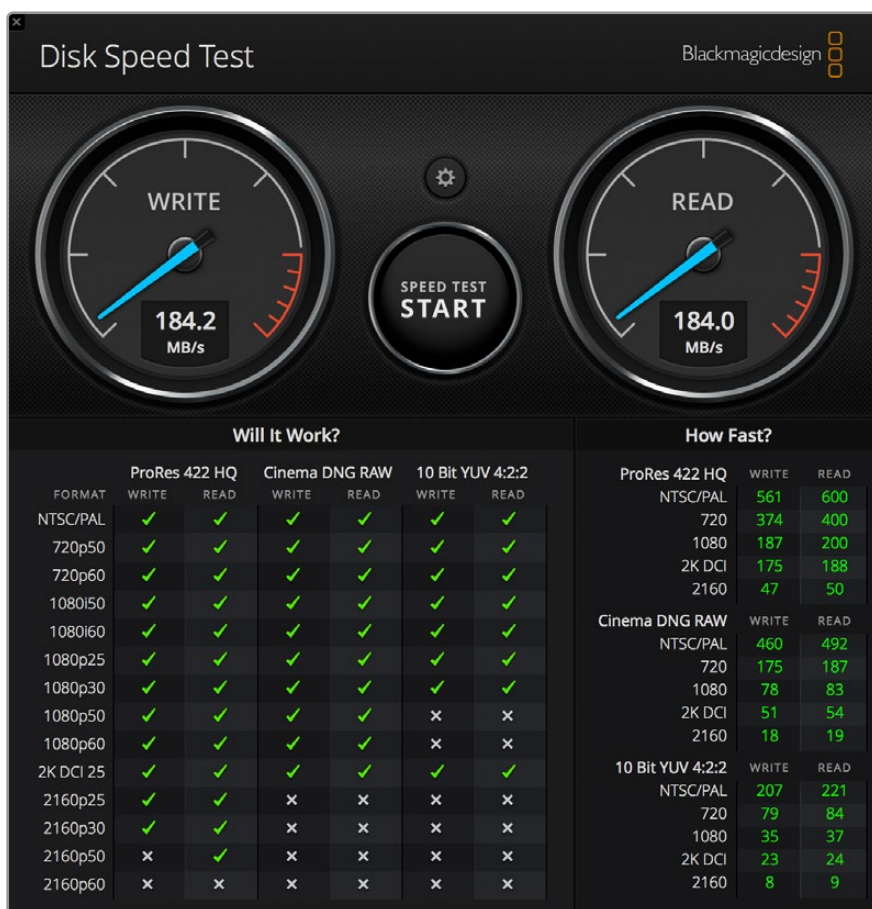 Disk Speed Test
Blackmagicdesign
WRITE
184.2
MB/s
SPEED TEST
START
READ
184.0
MB/s
Will It Work?
ProRes 422 HQ Cinema DNG RAW 10 Bit YUV 4:2:2
FORMAT WRITE READ WRITE READ WRITE READ
NTSC/PAL ✓ ✓ ✓ ✓ ✓ ✓
720p50 ✓ ✓ ✓ ✓ ✓ ✓
720p60 ✓ ✓ ✓ ✓ ✓ ✓
1080i50 ✓ ✓ ✓ ✓ ✓ ✓
1080i60 ✓ ✓ ✓ ✓ ✓ ✓
1080p25 ✓ ✓ ✓ ✓ ✓ ✓
1080p30 ✓ ✓ ✓ ✓ ✓ ✓
1080p50 ✓ ✓ ✓ ✓ × ×
1080p60 ✓ ✓ ✓ ✓ × ×
2K DCI 25 ✓ ✓ ✓ ✓ ✓ ✓
2160p25 ✓ ✓ × × × ×
2160p30 ✓ ✓ × × × ×
2160p50 × ✓ × × × ×
2160p60 × × × × × ×
How Fast?
ProRes 422 HQ WRITE READ
NTSC/PAL 561 600
720 374 400
1080 187 200
2K DCI 175 188
2160 47 50
Cinema DNG RAW WRITE READ
NTSC/PAL 460 492
720 175 187
1080 78 83
2K DCI 51 54
2160 18 19
10 Bit YUV 4:2:2 WRITE READ
NTSC/PAL 207 221
720 79 84
1080 35 37
2K DCI 23 24
2160 8 9